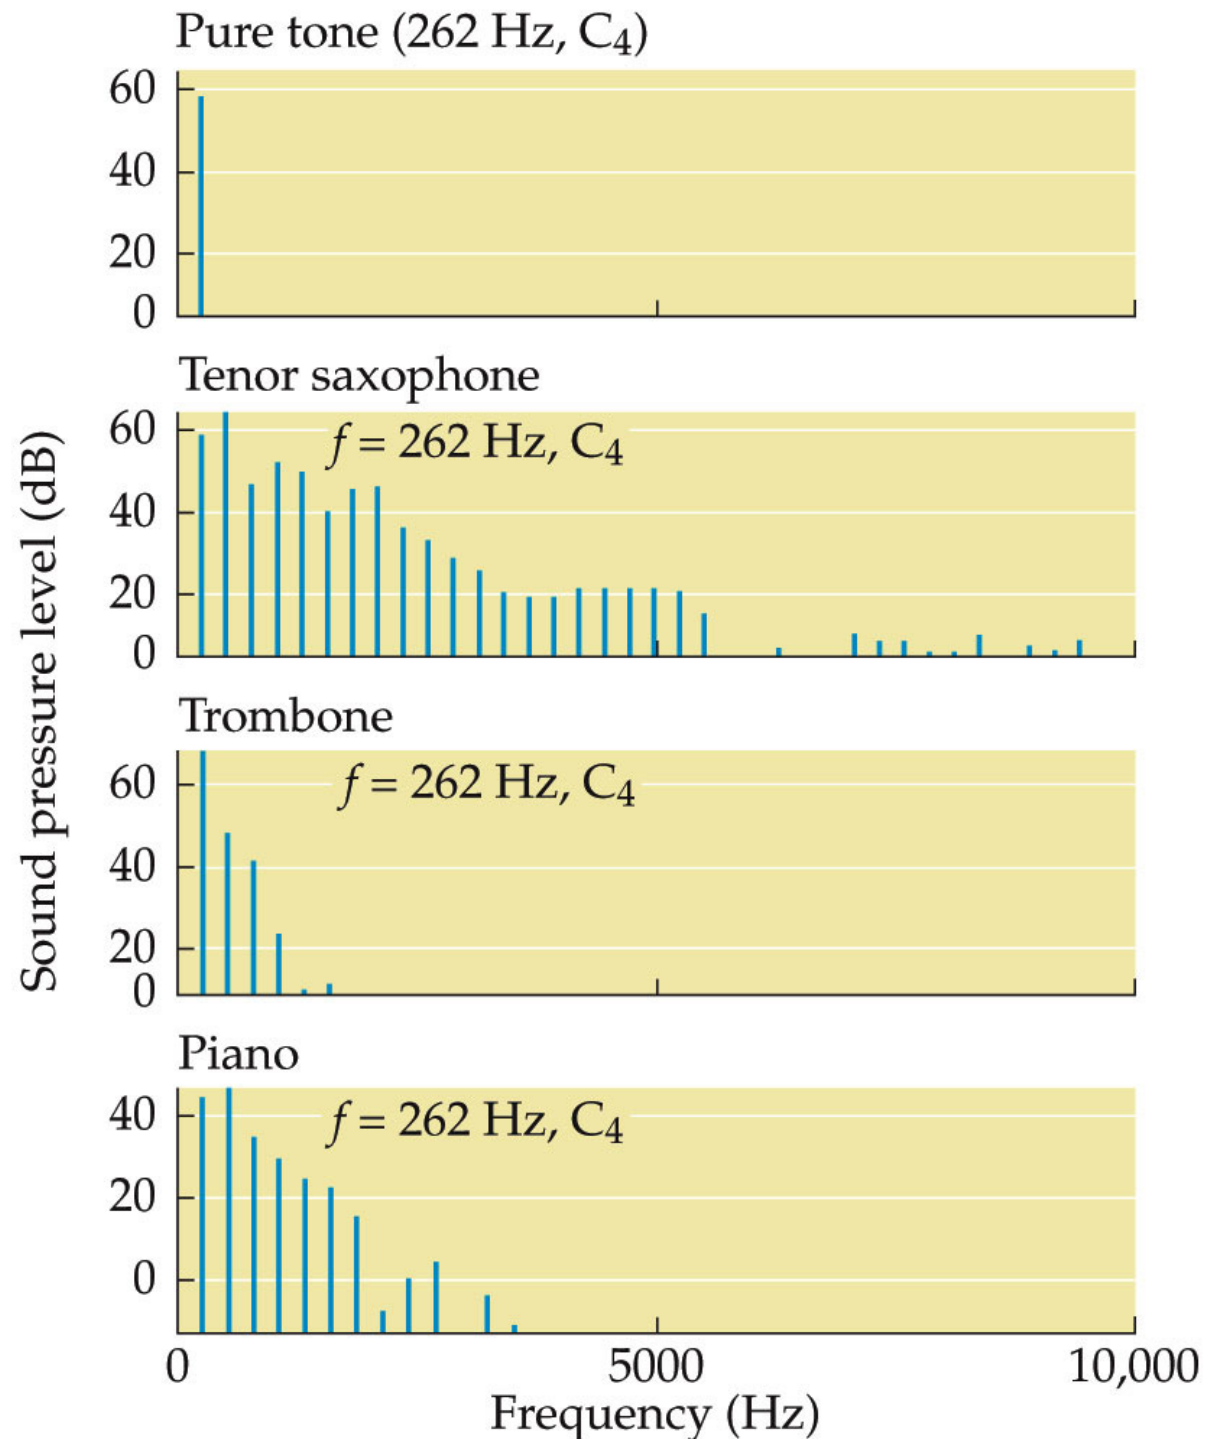 Pure tone (262 Hz, C4)
60
40
20
0
Tenor saxophone
f = 262 Hz, C4
60
40
20
0
Trombone
f = 262 Hz, C4
60
40
20
0
Piano
f = 262 Hz, C4
40
20
0
0 5000 10,000
Frequency (Hz)
Sound pressure level (dB)